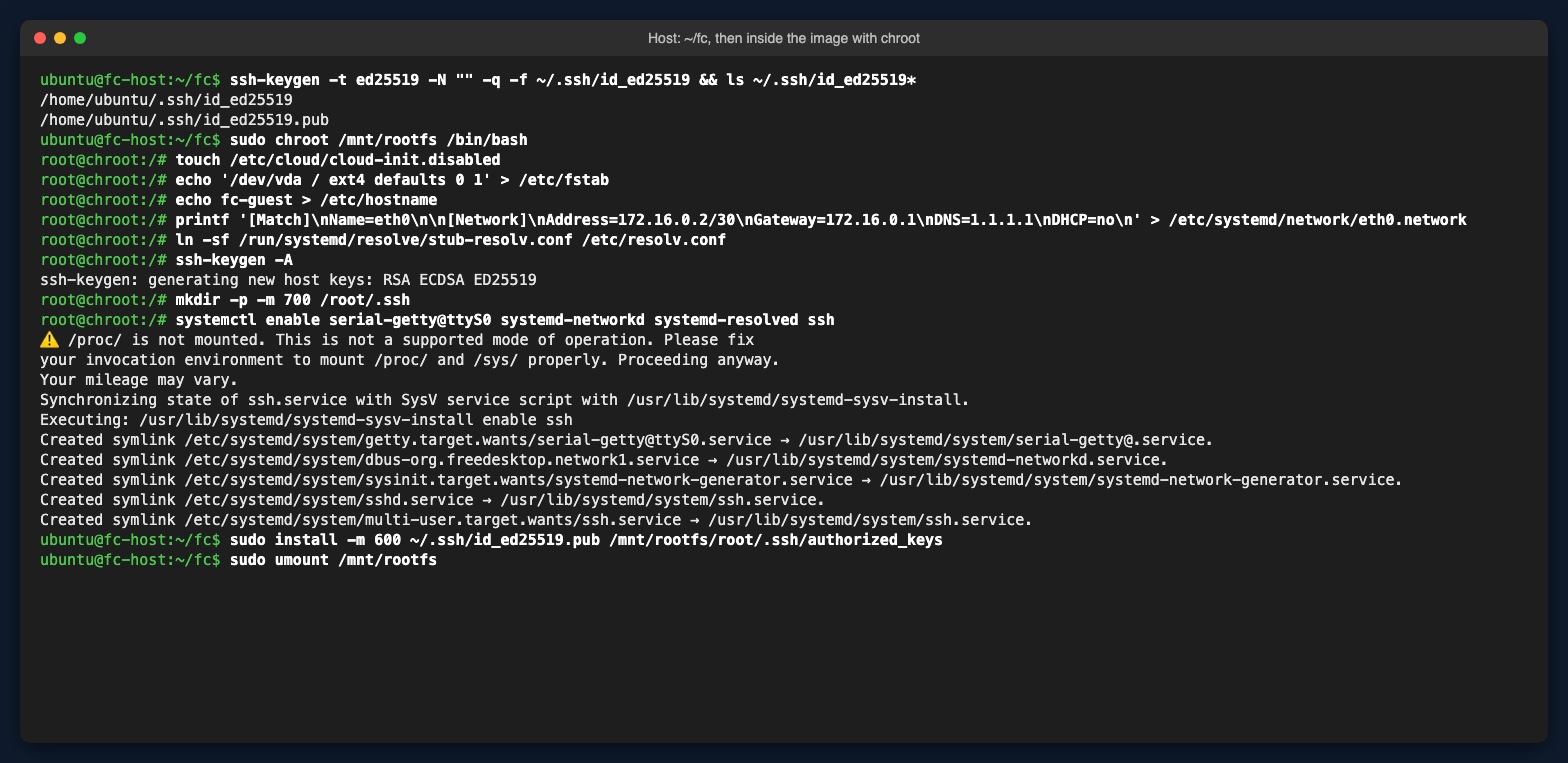 Host: ~/fc, then inside the image with chroot
ubuntu@fc-host:~/fc$ ssh-keygen -t ed25519 -N "" -q -f ~/.ssh/id_ed25519 && ls ~/.ssh/id_ed25519*
/home/ubuntu/.ssh/id_ed25519
/home/ubuntu/.ssh/id_ed25519.pub
ubuntu@fc-host:~/fc$ sudo chroot /mnt/rootfs /bin/bash
root@chroot:/# touch /etc/cloud/cloud-init.disabled
root@chroot:/# echo '/dev/vda / ext4 defaults 0 1' > /etc/fstab
root@chroot:/# echo fc-guest > /etc/hostname
root@chroot:/# printf '[Match]\nName=eth0\n\n[Network]\nAddress=172.16.0.2/30\nGateway=172.16.0.1\nDNS=1.1.1.1\nDHCP=no\n' > /etc/systemd/network/eth0.network
root@chroot:/# ln -sf /run/systemd/resolve/stub-resolv.conf /etc/resolv.conf
root@chroot:/# ssh-keygen -A
ssh-keygen: generating new host keys: RSA ECDSA ED25519
root@chroot:/# mkdir -p -m 700 /root/.ssh
root@chroot:/# systemctl enable serial-getty@ttyS0 systemd-networkd systemd-resolved ssh
⚠️ /proc/ is not mounted. This is not a supported mode of operation. Please fix
your invocation environment to mount /proc/ and /sys/ properly. Proceeding anyway.
Your mileage may vary.
Synchronizing state of ssh.service with SysV service script with /usr/lib/systemd/systemd-sysv-install.
Executing: /usr/lib/systemd/systemd-sysv-install enable ssh
Created symlink /etc/systemd/system/getty.target.wants/serial-getty@ttyS0.service → /usr/lib/systemd/system/serial-getty@.service.
Created symlink /etc/systemd/system/dbus-org.freedesktop.network1.service → /usr/lib/systemd/system/systemd-networkd.service.
Created symlink /etc/systemd/system/sysinit.target.wants/systemd-network-generator.service → /usr/lib/systemd/system/systemd-network-generator.service.
Created symlink /etc/systemd/system/sshd.service → /usr/lib/systemd/system/ssh.service.
Created symlink /etc/systemd/system/multi-user.target.wants/ssh.service → /usr/lib/systemd/system/ssh.service.
ubuntu@fc-host:~/fc$ sudo install -m 600 ~/.ssh/id_ed25519.pub /mnt/rootfs/root/.ssh/authorized_keys
ubuntu@fc-host:~/fc$ sudo umount /mnt/rootfs